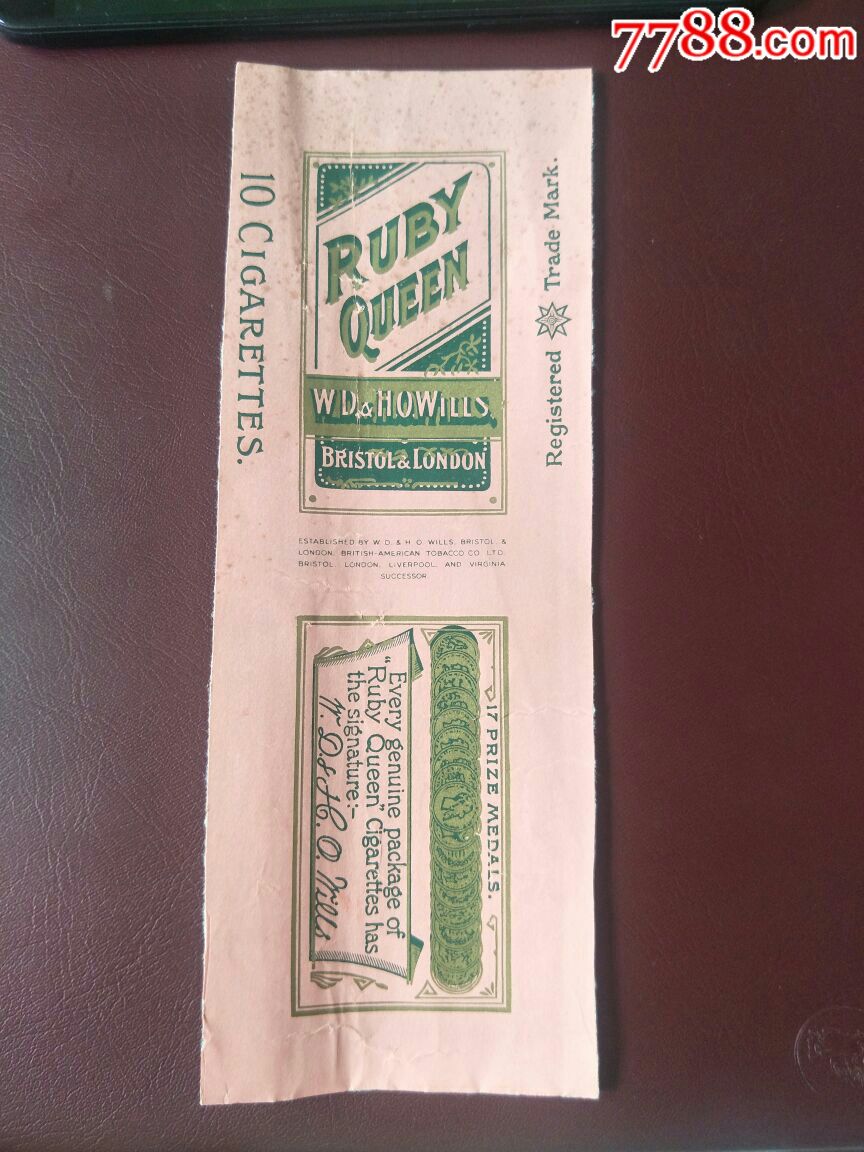 7788.com
10 CIGARETTES.
RUBY
QUEEN
W.D. & H.O. WILLS.
BRISTOL & LONDON
Registered Trade Mark.
ESTABLISHED BY W. D. & H. O. WILLS, BRISTOL &
LONDON. BRITISH-AMERICAN TOBACCO CO. LTD.
BRISTOL. LONDON. LIVERPOOL. AND VIRGINIA
SUCCESSOR
17 PRIZE MEDALS.
Every genuine package of
"Ruby Queen" Cigarettes has
the signature:-
W. D. & H. O. Wills